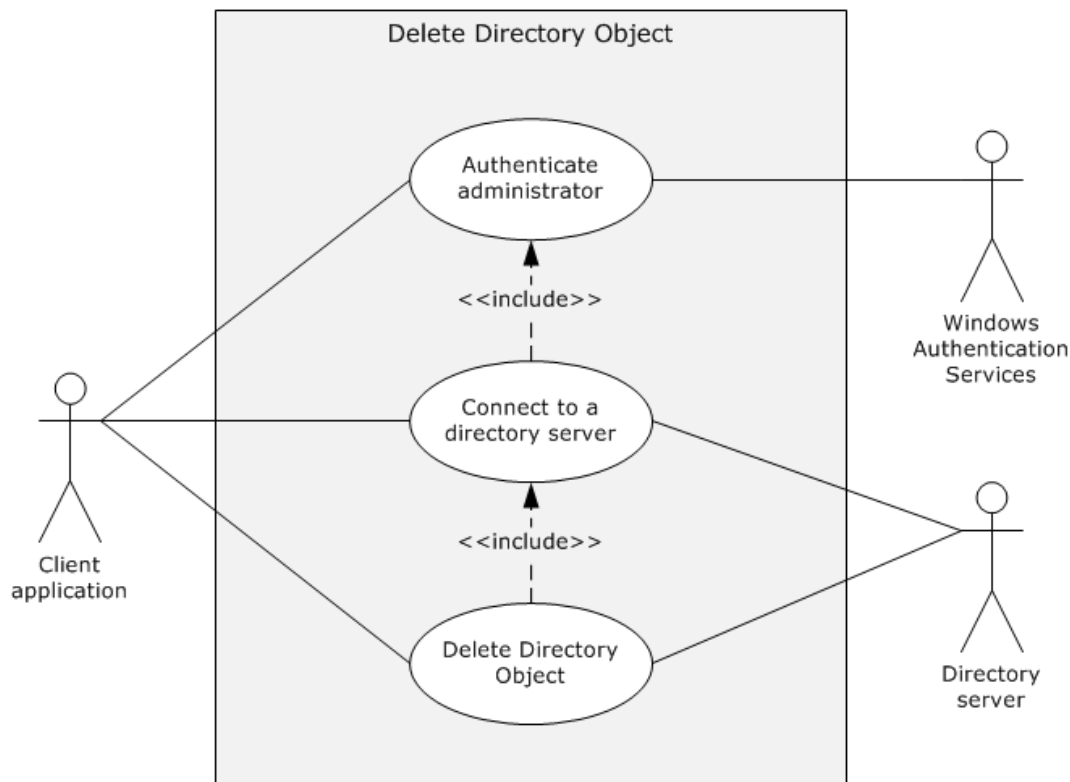 Delete Directory Object
Authenticate
administrator
<<include>>
Windows
Authentication
Services
Connect to a
directory server
Client
application
<<include>>
Delete Directory
Object
Directory
server